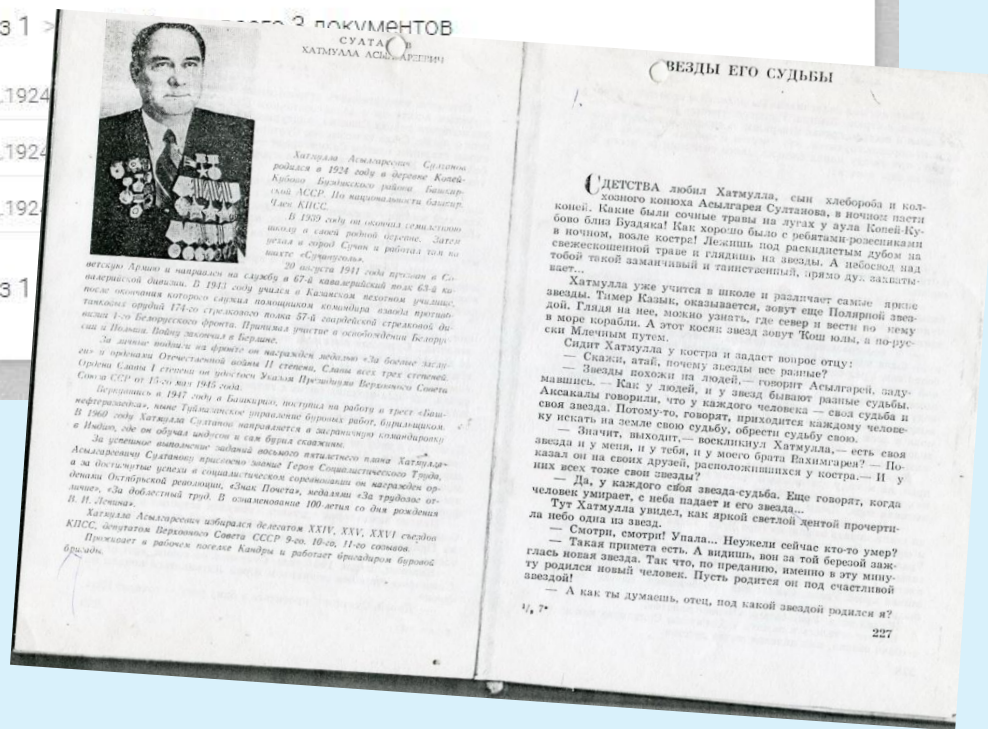 з 1 >
всего 3 документов
.1924
.1924
.192
з 1
СУЛТА В
ХАТМУЛЛА АСЫЛГАРЕЕВИЧ
Хатмулла Асылгареевич Султанов
родился в 1924 году в деревне Копей-
Кубово Буздякского района Башкир-
ской АССР. По национальности башкир.
Член КПСС.
В 1939 году он окончил семилетнюю
школу в своей родной деревне. Затем
уехал в город Сучан и работал там на
шахте «Сучануголь».
20 августа 1941 года призван в Со-
ветскую Армию и направлен на службу в 67-й кавалерийский полк 63-й ка-
валерийской дивизии. В 1943 году учился в Казанском пехотном училище,
после окончания которого служил помощником командира взвода противо-
танковых орудий 174-го стрелкового полка 57-й гвардейской стрелковой ди-
визии 1-го Белорусского фронта. Принимал участие в освобождении Белорус-
сии и Польши. Войну закончил в Берлине.
За личные подвиги на фронте он награжден медалью «За боевые заслу-
ги» и орденами Отечественной войны II степени, Славы всех трех степеней.
Ордена Славы I степени он удостоен Указом Президиума Верховного Совета
Союза ССР от 15-го мая 1946 года.
Вернувшись в 1947 году в Башкирию, поступил на работу в трест «Баш-
нефтеразведка», ныне Туймазинское управление буровых работ, бурильщиком.
В 1960 году Хатмулла Султанов направляется в заграничную командировку
в Индию, где он обучал индусов и сам бурил скважины.
За успешное выполнение заданий восьмого пятилетнего плана Хатмулла-
Асылгареевичу Султанову присвоено звание Героя Социалистического Труда,
а за достигнутые успехи в социалистическом соревновании он награжден ор-
денами Октябрьской революции, «Знак Почета», медалями «За трудовое от-
личие», «За доблестный труд. В ознаменование 100-летия со дня рождения
В. И. Ленина».
Хатмулла Асылгареевич избирался делегатом XXIV, XXV, XXVI съездов
КПСС, депутатом Верховного Совета СССР 9-го, 10-го, 11-го созывов.
Проживает в рабочем поселке Кандры и работает бригадиром буровой
бригады.
ВЕЗДЫ ЕГО СУДЬБЫ
1.
С ДЕТСТВА любил Хатмулла, сын хлебороба и кол-
хозного конюха Асылгарея Султанова, в ночном пасти
коней. Какие были сочные травы на лугах у аула Копей-Ку-
бово близ Буздяка! Как хорошо было с ребятами-ровесниками
в ночном, возле костра! Лежишь под раскидистым дубом на
свежескошенной траве и глядишь на звезды. А небосвод над
тобой такой заманчивый и таинственный, прямо дух захваты-
вает...
Хатмулла уже учится в школе и различает самые яркие
звезды. Тимер Казык, оказывается, зовут еще Полярной звез-
дой. Глядя на нее, можно узнать, где север и вести по нему
в море корабли. А этот косяк звезд зовут Кош юлы, а по-рус-
ски Млечным путем.
Сидит Хатмулла у костра и задает вопрос отцу:
— Скажи, атай, почему звезды все разные?
— Звезды похожи на людей,— говорит Асылгарей, заду-
мавшись. — Как у людей, и у звезд бывают разные судьбы.
Аксакалы говорили, что у каждого человека — своя судьба и
своя звезда. Потому-то, говорят, приходится каждому челове-
ку искать на земле свою судьбу, обрести судьбу свою.
— Значит, выходит,— воскликнул Хатмулла,— есть своя
звезда и у меня, и у тебя, и у моего брата Рахимгарея? — По-
казал он на своих друзей, расположившихся у костра.— И у
них всех тоже свои звезды?
— Да, у каждого своя звезда-судьба. Еще говорят, когда
человек умирает, с неба падает и его звезда...
Тут Хатмулла увидел, как яркой светлой лентой прочерти-
ла небо одна из звезд.
— Смотри, смотри! Упала... Неужели сейчас кто-то умер?
— Такая примета есть. А видишь, вон за той березой заж-
глась новая звезда. Так что, по преданию, именно в эту мину-
ту родился новый человек. Пусть родится он под счастливой
звездой!
— А как ты думаешь, отец, под какой звездой родился я?
7*
227